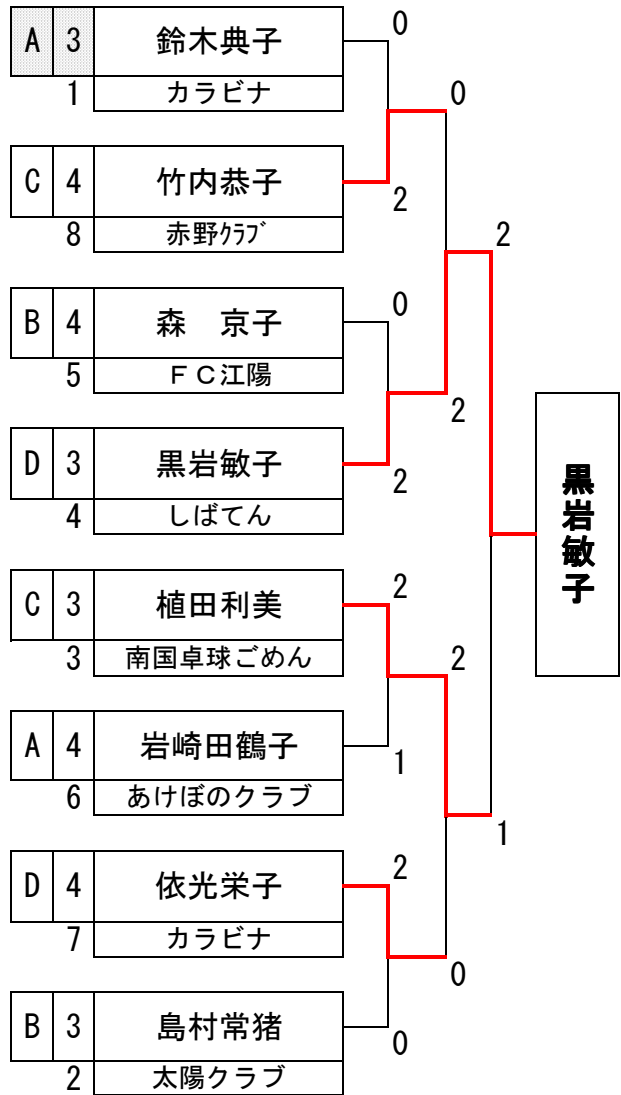 A 3 鈴木典子
1 カラビナ
0
0
C 4 竹内恭子
8 赤野ｸﾗﾌﾞ
2
2
B 4 森　京子
5 ＦＣ江陽
0
2
D 3 黒岩敏子
4 しばてん
2
黒岩敏子
C 3 植田利美
3 南国卓球ごめん
2
2
A 4 岩崎田鶴子
6 あけぼのクラブ
1
1
D 4 依光栄子
7 カラビナ
2
0
B 3 島村常猪
2 太陽クラブ
0